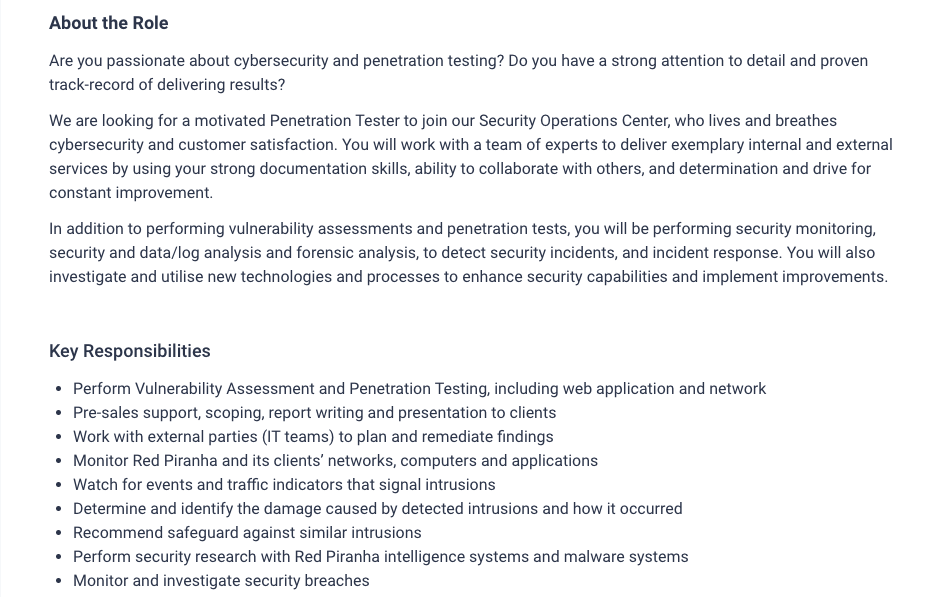 About the Role
Are you passionate about cybersecurity and penetration testing? Do you have a strong attention to detail and proven
track-record of delivering results?
We are looking for a motivated Penetration Tester to join our Security Operations Center, who lives and breathes
cybersecurity and customer satisfaction. You will work with a team of experts to deliver exemplary internal and external
services by using your strong documentation skills, ability to collaborate with others, and determination and drive for
constant improvement.
In addition to performing vulnerability assessments and penetration tests, you will be performing security monitoring,
security and data/log analysis and forensic analysis, to detect security incidents, and incident response. You will also
investigate and utilise new technologies and processes to enhance security capabilities and implement improvements.
Key Responsibilities
• Perform Vulnerability Assessment and Penetration Testing, including web application and network
• Pre-sales support, scoping, report writing and presentation to clients
• Work with external parties (IT teams) to plan and remediate findings
• Monitor Red Piranha and its clients’ networks, computers and applications
• Watch for events and traffic indicators that signal intrusions
• Determine and identify the damage caused by detected intrusions and how it occurred
• Recommend safeguard against similar intrusions
• Perform security research with Red Piranha intelligence systems and malware systems
• Monitor and investigate security breaches